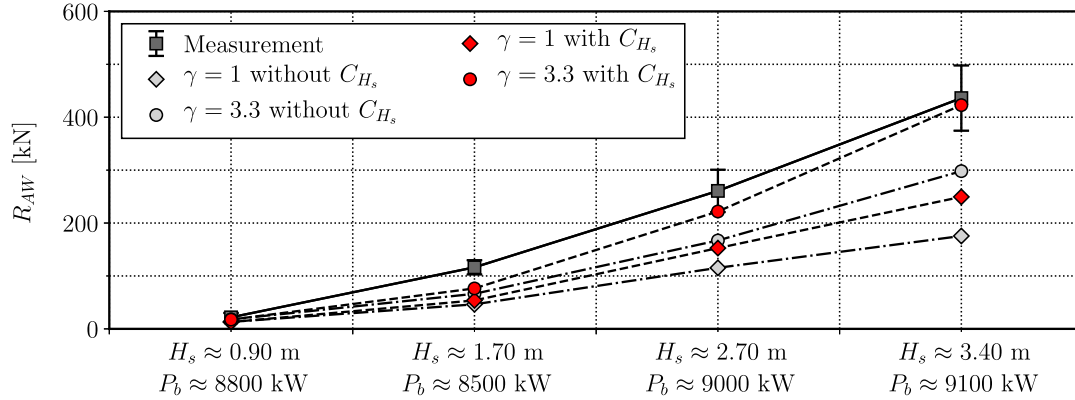 600
400
200
0
R_{AW} [kN]
Measurement
γ = 1 without C_{H_s}
γ = 3.3 without C_{H_s}
γ = 1 with C_{H_s}
γ = 3.3 with C_{H_s}
H_s ≈ 0.90 m
P_b ≈ 8800 kW
H_s ≈ 1.70 m
P_b ≈ 8500 kW
H_s ≈ 2.70 m
P_b ≈ 9000 kW
H_s ≈ 3.40 m
P_b ≈ 9100 kW